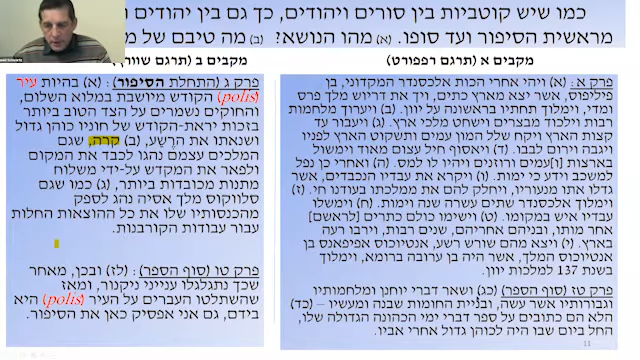 כמו שיש קוטביות בין סורים ויהודים, כך גם בין יהודים
מראשית הסיפור ועד סופו. (א) מהו הנושא? (ב) מה טיבם של
מקבים א (תרגם רפפורט)
מקבים ב (תרגם שוורץ)
פרק א: (א) ויהי אחרי הכות אלכסנדר המקדוני, בן
פיליפוס, אשר יצא מארץ כתים, ויך את דריוש מלך פרס
ומדי, וימלוך תחתיו בראשונה על יוון. (ב) ויערוך מלחמות
רבות וילכוד מבצרים וישחט מלכי ארץ. (ג) ויעבור עד
קצות הארץ ויקח שלל המון עמים ותשקוט הארץ לפניו
ויגבה וירום לבבו. (ד) ויאסוף חיל עצום מאוד וימשול
בארצות [ו]עמים ורוזנים ויהיו לו למס. (ה) ואחרי כן נפל
למשכב וידע כי ימות. (ו) ויקרא את עבדיו הנכבדים, אשר
גדלו אתו מנעוריו, ויחלק להם את ממלכתו בעודנו חי. (ז)
וימלוך אלכסנדר שתים עשרה שנה וימות. (ח) וימשלו
עבדיו איש במקומו. (ט) וישימו כולם כתרים [לראשם]
אחר מותו, ובניהם אחריהם, שנים רבות, וירבו רעה
בארץ. (י) ויצא מהם שורש רשע, אנטיוכוס אפיפאנס בן
המלך אנטיוכוס, אשר היה בן ערובה ברומא, וימלוך
בשנת 137 למלכות יוון.
פרק טז (סוף הספר) (כג) ושאר דברי יוחנן ומלחמותיו
וגבורותיו אשר עשה, ובניית החומות שבנה ומעשיו – (כד)
הלא הם כתובים על ספר דברי ימי הכהונה הגדולה שלו,
החל ביום שבו היה לכוהן גדול אחרי אביו.
פרק ג (התחלת הסיפור): (א) בהיות עיר
(polis) הקודש מיושבת במלוא השלום,
והחוקים נשמרים על הצד הטוב ביותר
בזכות יראת-הקודש של חוניו כוהן גדול
ושנאתו את הרֶשע, (ב) קרה, שגם
המלכים עצמם נהגו לכבד את המקום
ולפאר את המקדש על-ידי משלוח
מתנות מכובדות ביותר, (ג) כמו שגם
סלווקוס מלך אסיה נהג לספק
מהכנסותיו שלו את כל ההוצאות החלות
עבור עבודות הקורבנות.
פרק טו (סוף הספר): (לז) ובכן, מאחר
שכך נתגלגלו ענייני ניקנור, ומאז
שהשתלטו העברים על העיר (polis) היא
בידם, גם אני אפסיק כאן את הסיפור.
11